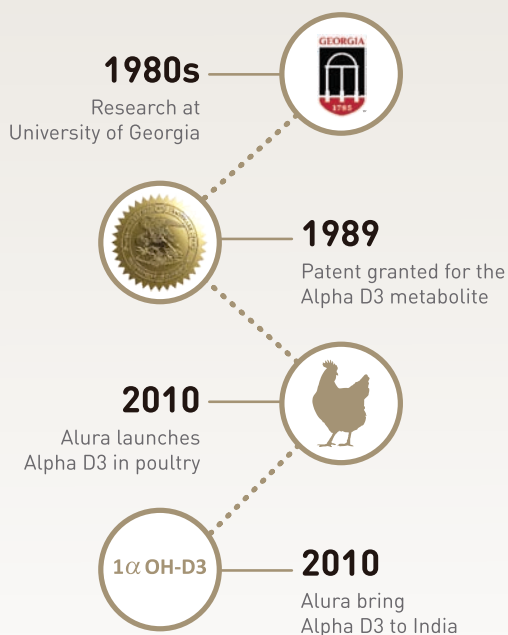 GEORGIA
1785
1980s
Research at
University of Georgia
1989
Patent granted for the
Alpha D3 metabolite
2010
Alura launches
Alpha D3 in poultry
1α OH-D3
2010
Alura bring
Alpha D3 to India